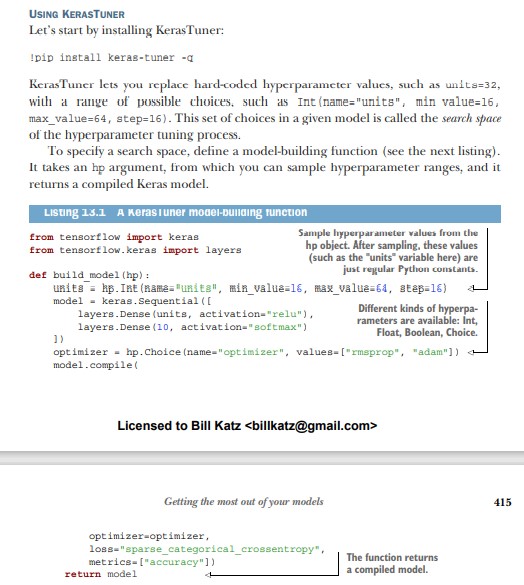 USING KERASTUNER
Let's start by installing KerasTuner:
!pip install keras-tuner -q
KerasTuner lets you replace hard-coded hyperparameter values, such as units=32,
with a range of possible choices, such as Int(name="units", min_value=16,
max_value=64, step=16). This set of choices in a given model is called the search space
of the hyperparameter tuning process.
To specify a search space, define a model-building function (see the next listing).
It takes an hp argument, from which you can sample hyperparameter ranges, and it
returns a compiled Keras model.
Listing 13.1 A KerasTuner model-building function
from tensorflow import keras
from tensorflow.keras import layers
Sample hyperparameter values from the
hp object. After sampling, these values
(such as the "units" variable here) are
just regular Python constants.
def build_model(hp):
units = hp.Int(name="units", min_value=16, max_value=64, step=16)
model = keras.Sequential([
layers.Dense(units, activation="relu"),
layers.Dense(10, activation="softmax")
])
Different kinds of hyperpa-
rameters are available: Int,
Float, Boolean, Choice.
optimizer = hp.Choice(name="optimizer", values=["rmsprop", "adam"])
model.compile(
Licensed to Bill Katz <billkatz@gmail.com>
Getting the most out of your models 415
optimizer=optimizer,
loss="sparse_categorical_crossentropy",
metrics=["accuracy"])
return model
The function returns
a compiled model.